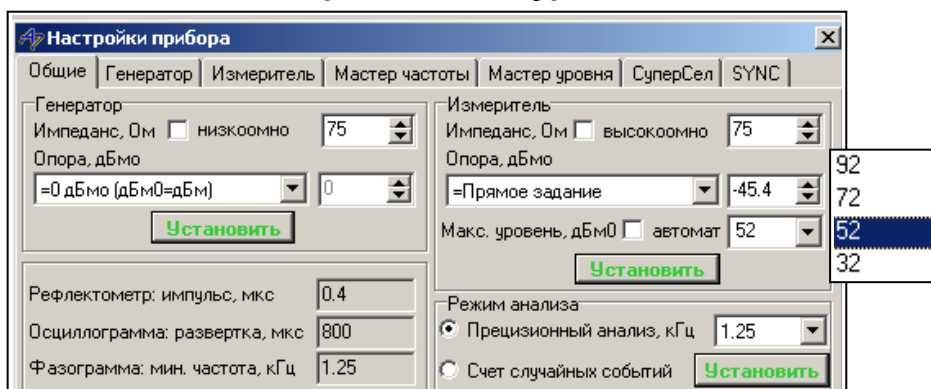 Настройки прибора
Общие Генератор Измеритель Мастер частоты Мастер уровня СуперСел SYNC
Генератор
Импеданс, Ом низкоомно 75
Опора, дБмо
=0 дБмо (дБм0=дБм) 0
Установить
Измеритель
Импеданс, Ом высокоомно 75
Опора, дБмо
=Прямое задание -45.4
Макс. уровень, дБм0 автомат 52
Установить
92
72
52
32
Рефлектометр: импульс, мкс 0.4
Осциллограмма: развертка, мкс 800
Фазограмма: мин. частота, кГц 1.25
Режим анализа
Прецизионный анализ, кГц 1.25
Счет случайных событий Установить